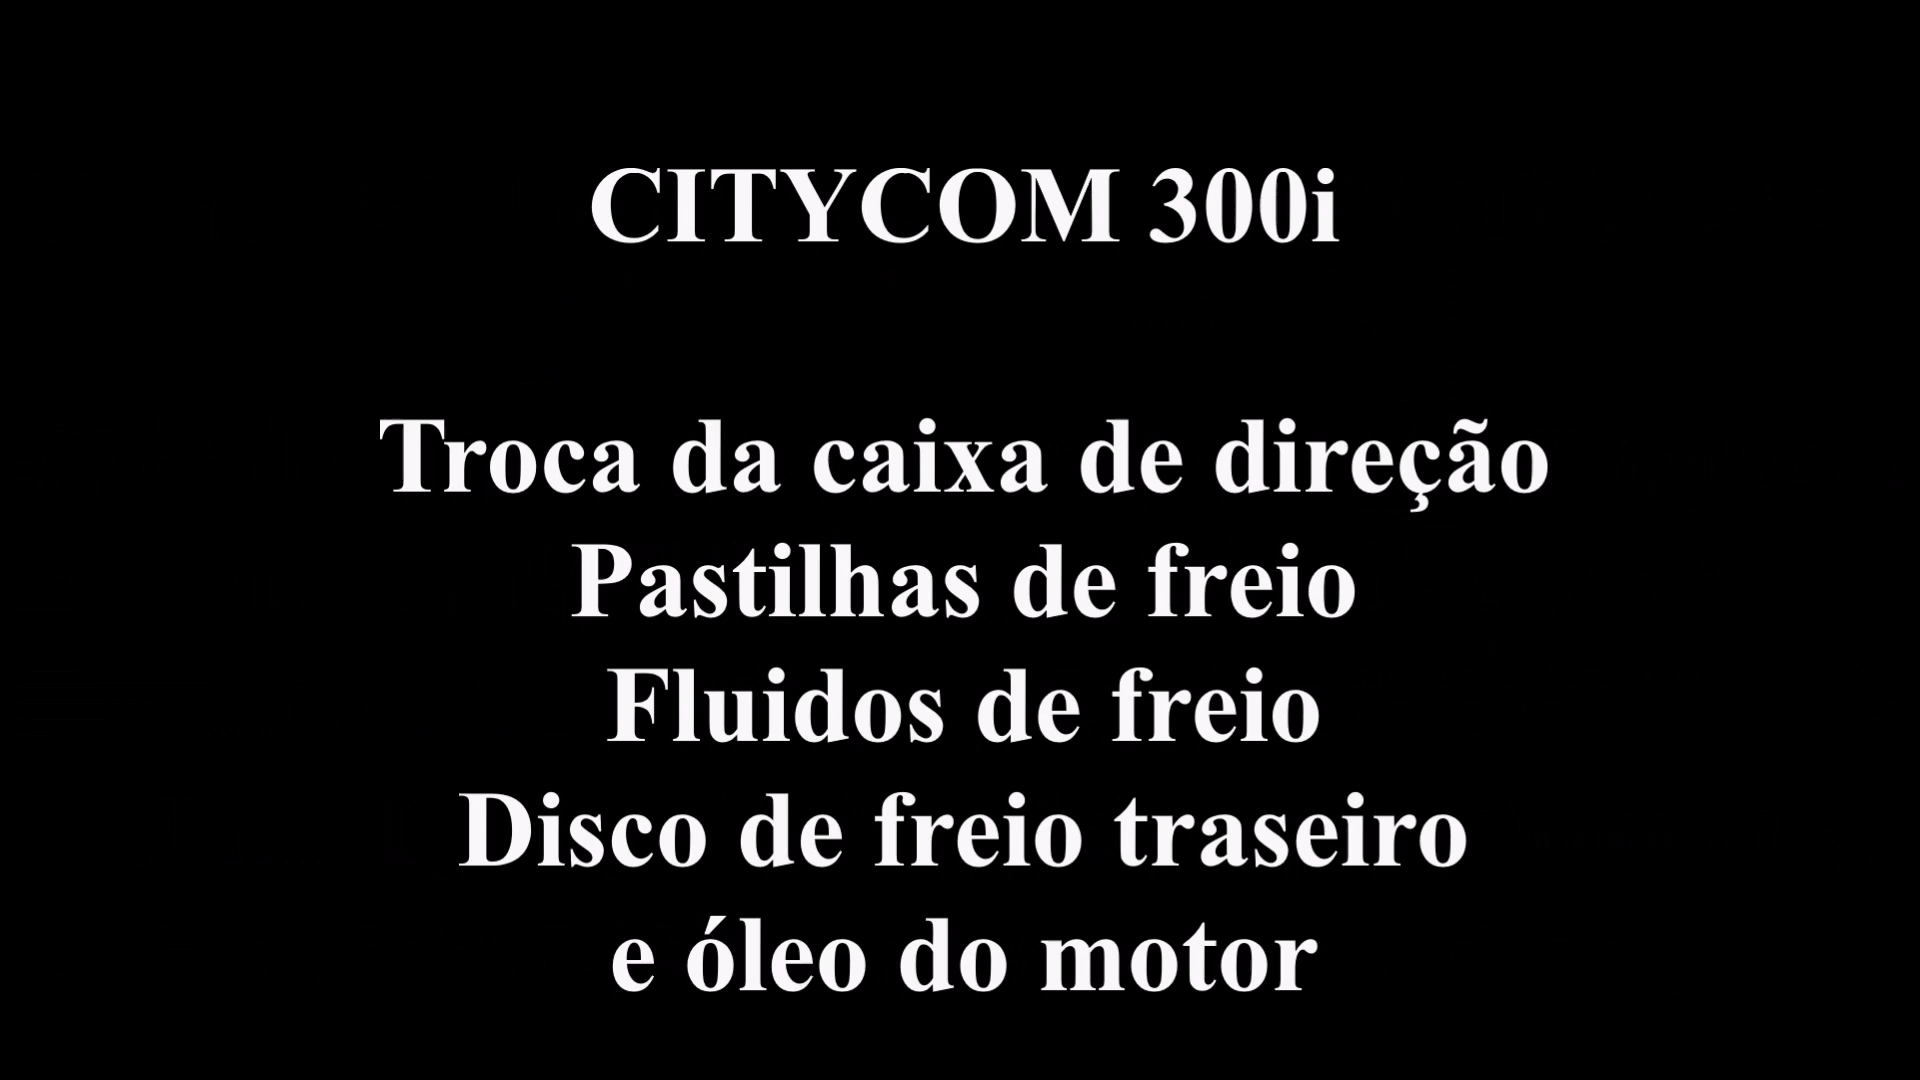 CITYCOM 300i
Troca da caixa de direção
Pastilhas de freio
Fluidos de freio
Disco de freio traseiro
e óleo do motor